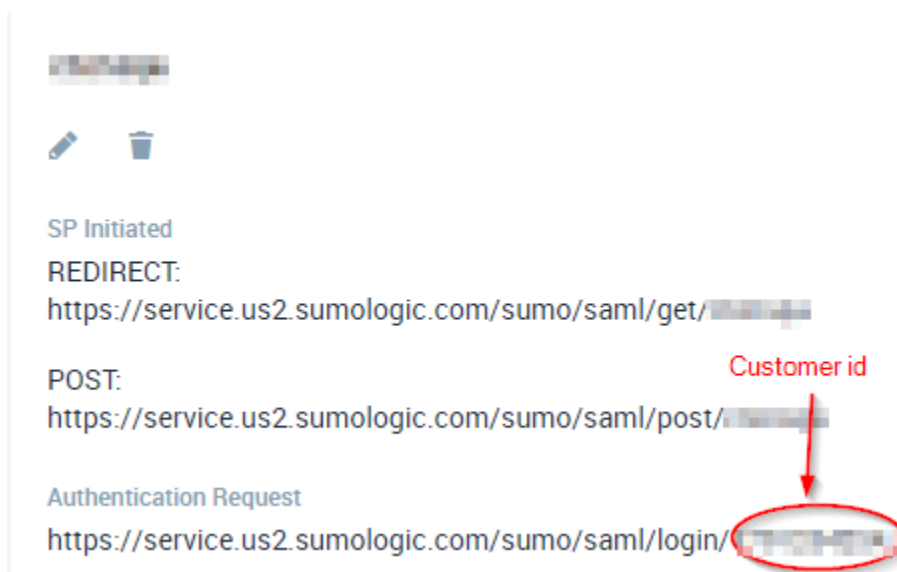 SP Initiated
REDIRECT:
https://service.us2.sumologic.com/sumo/saml/get/
POST:
Customer id
https://service.us2.sumologic.com/sumo/saml/post/
Authentication Request
https://service.us2.sumologic.com/sumo/saml/login/